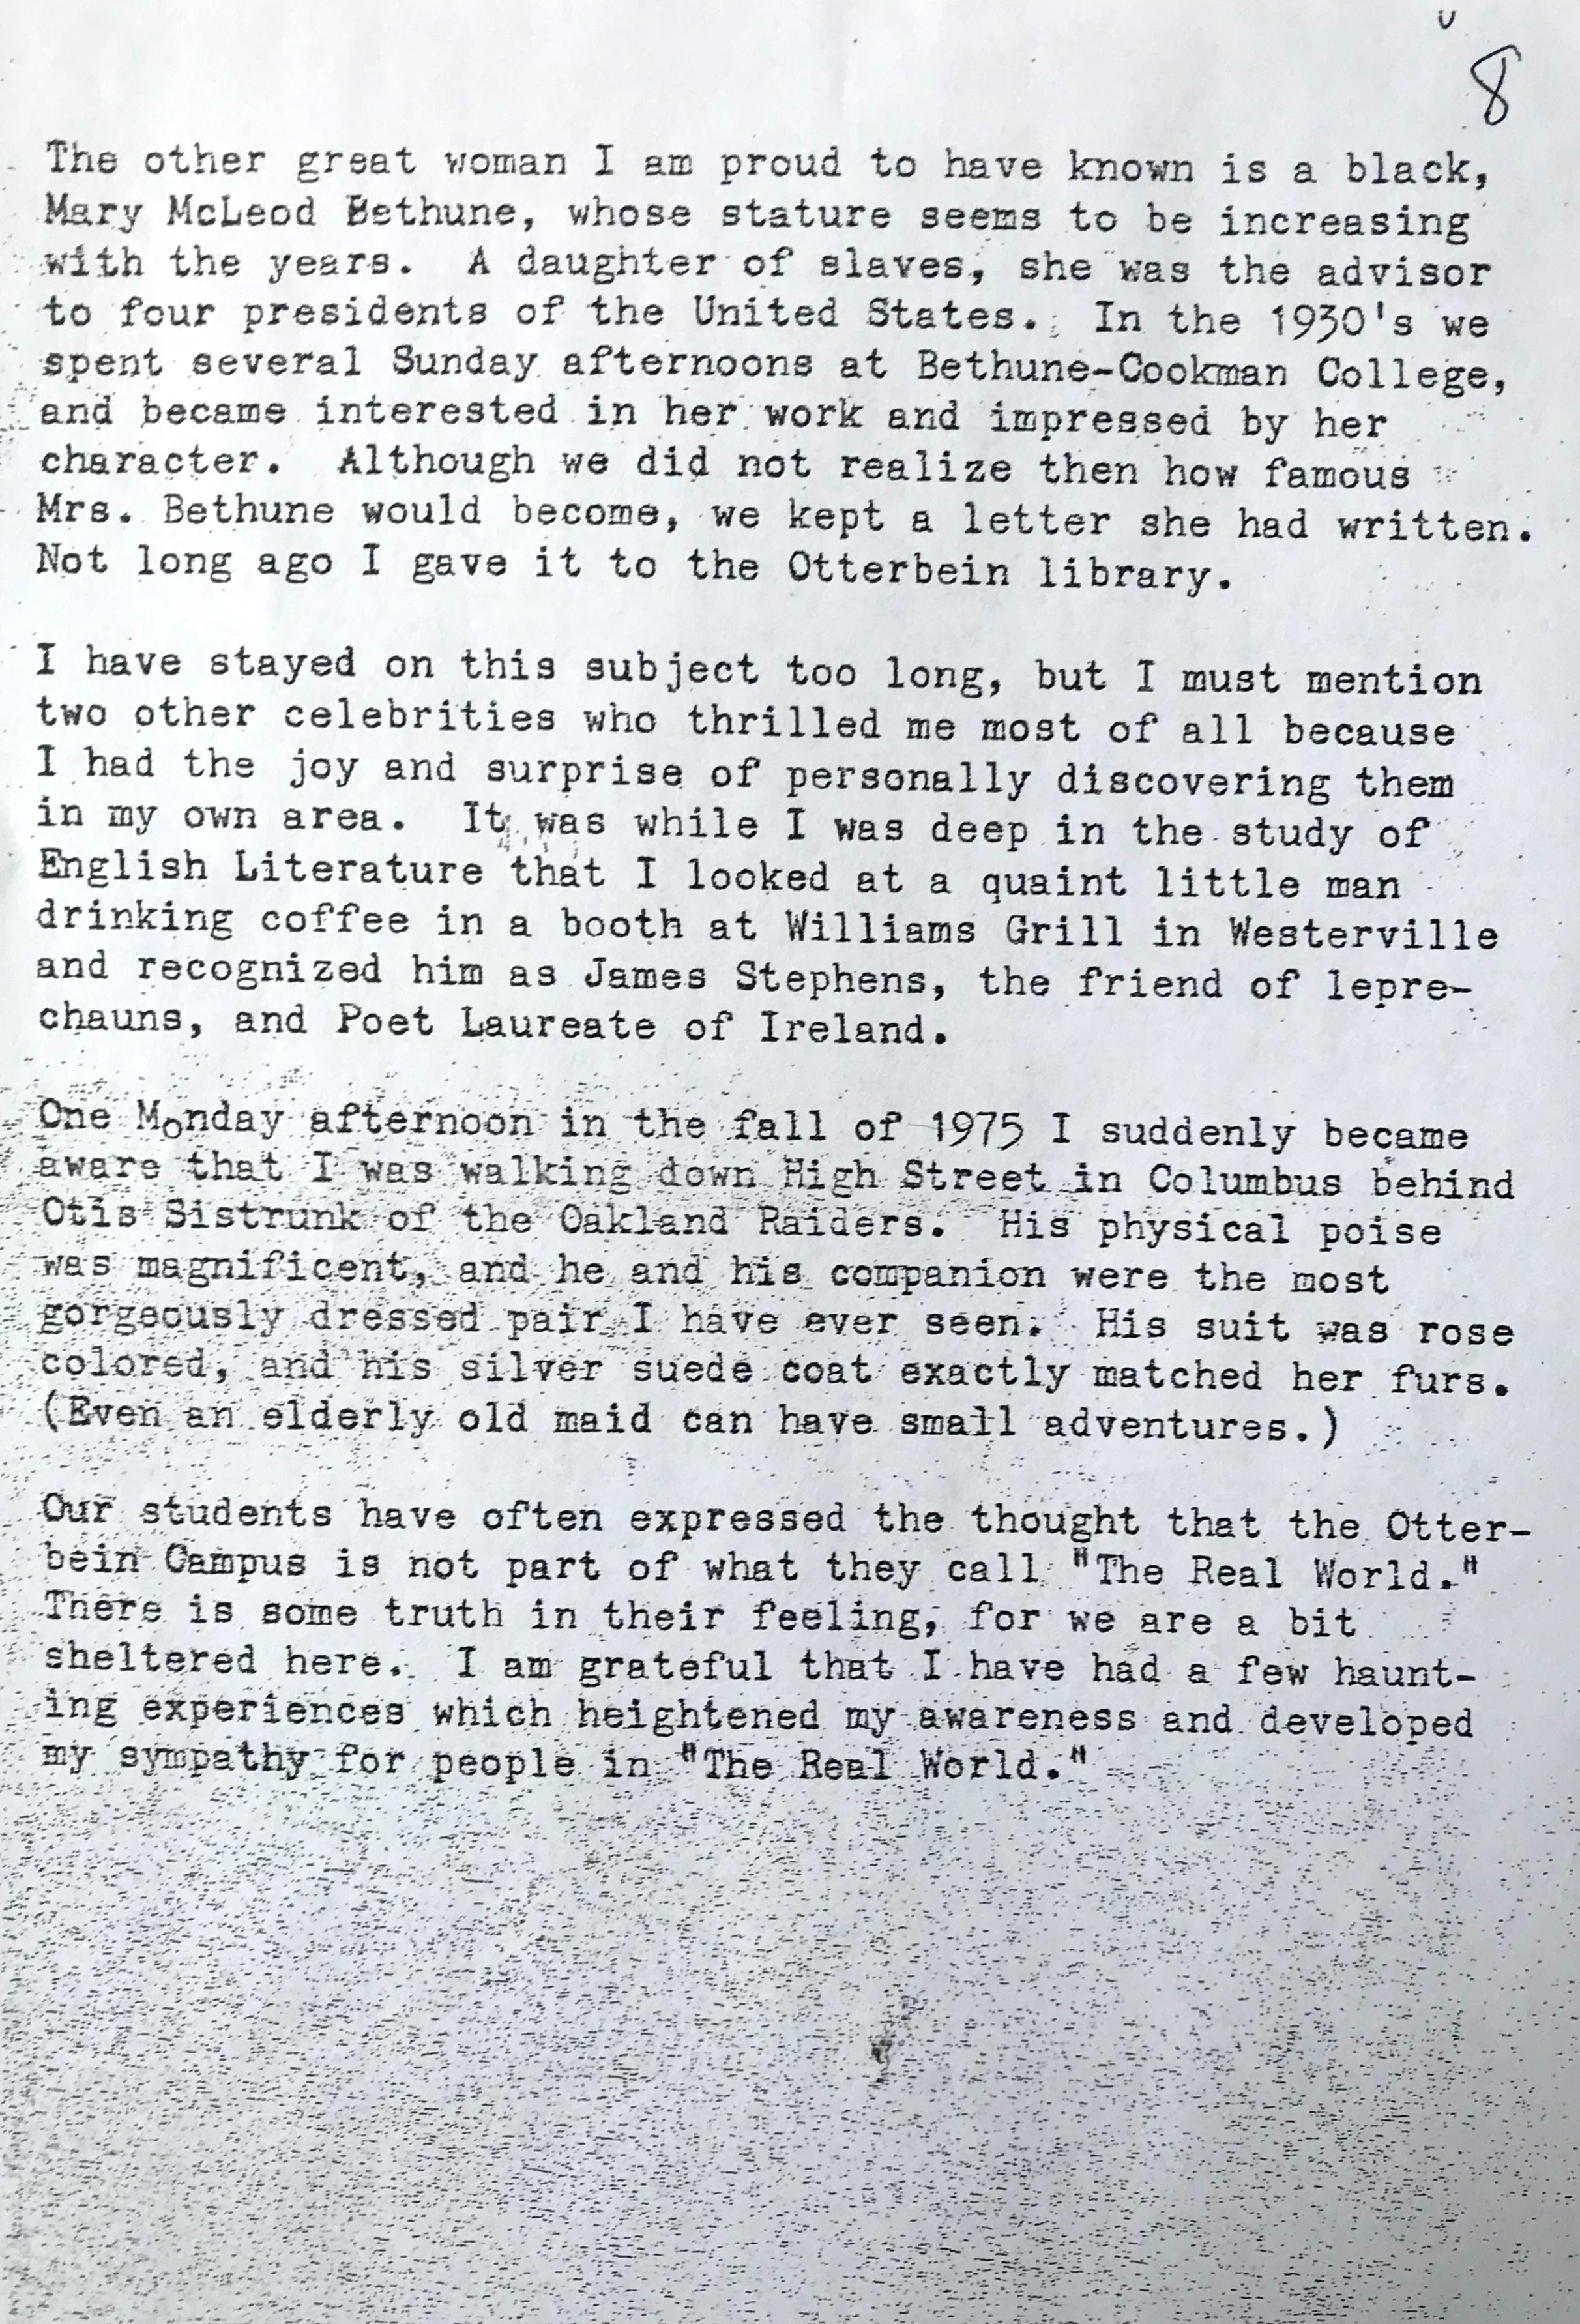 8
The other great woman I am proud to have known is a black,
Mary McLeod Bethune, whose stature seems to be increasing
with the years. A daughter of slaves, she was the advisor
to four presidents of the United States. In the 1930's we
spent several Sunday afternoons at Bethune-Cookman College,
and became interested in her work and impressed by her
character. Although we did not realize then how famous
Mrs. Bethune would become, we kept a letter she had written.
Not long ago I gave it to the Otterbein library.
I have stayed on this subject too long, but I must mention
two other celebrities who thrilled me most of all because
I had the joy and surprise of personally discovering them
in my own area. It was while I was deep in the study of
English Literature that I looked at a quaint little man
drinking coffee in a booth at Williams Grill in Westerville
and recognized him as James Stephens, the friend of lepre-
chauns, and Poet Laureate of Ireland.
One Monday afternoon in the fall of 1975 I suddenly became
aware that I was walking down High Street in Columbus behind
Otis Sistrunk of the Oakland Raiders. His physical poise
was magnificent, and he and his companion were the most
gorgeously dressed pair I have ever seen. His suit was rose
colored, and his silver suede coat exactly matched her furs.
(Even an elderly old maid can have small adventures.)
Our students have often expressed the thought that the Otter-
bein Campus is not part of what they call "The Real World."
There is some truth in their feeling, for we are a bit
sheltered here. I am grateful that I have had a few haunt-
ing experiences which heightened my awareness and developed
my sympathy for people in "The Real World."